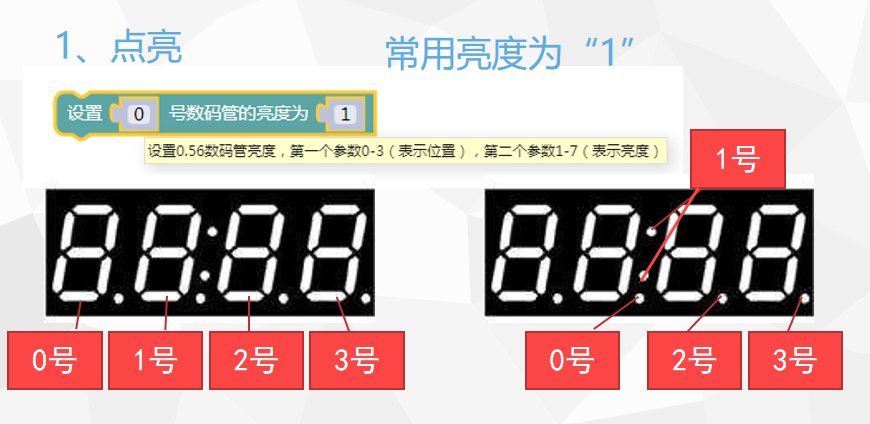 1、点亮
常用亮度为“1”
设置 0 号数码管的亮度为 1
设置0.56数码管亮度，第一个参数0-3（表示位置），第二个参数1-7（表示亮度）
1号
0号 1号 2号 3号
0号 2号 3号